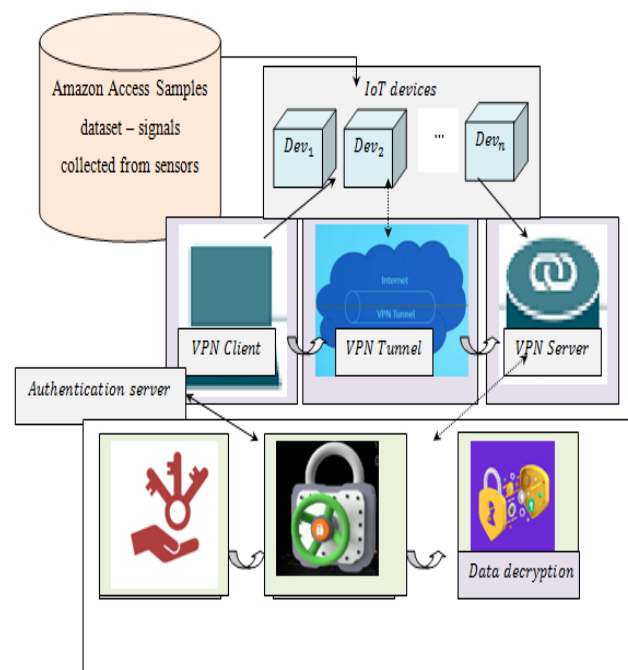 Amazon Access Samples
dataset – signals
collected from sensors
IoT devices
Dev₁
Dev₂
...
Devₙ
Internet
VPN Tunnel
VPN Client
VPN Tunnel
VPN Server
Authentication server
Data decryption